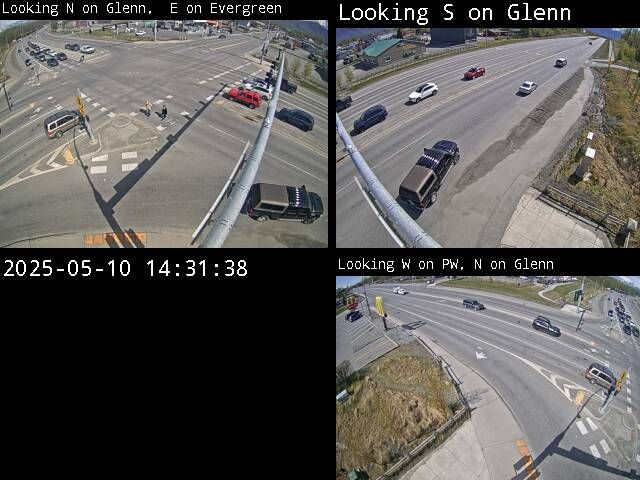 Looking N on Glenn,  E on Evergreen
Looking S on Glenn
2025-05-10 14:31:38
Looking W on PW, N on Glenn